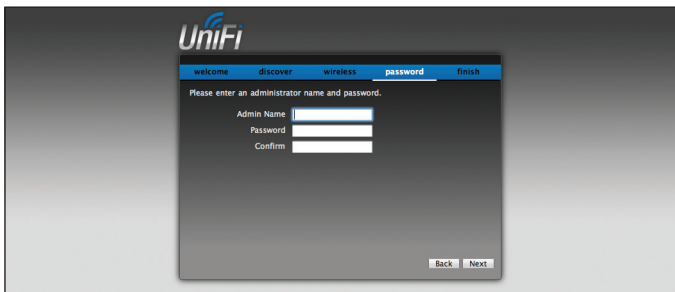 UniFi
welcome discover wireless password finish
Please enter an administrator name and password.
Admin Name
Password
Confirm
Back Next